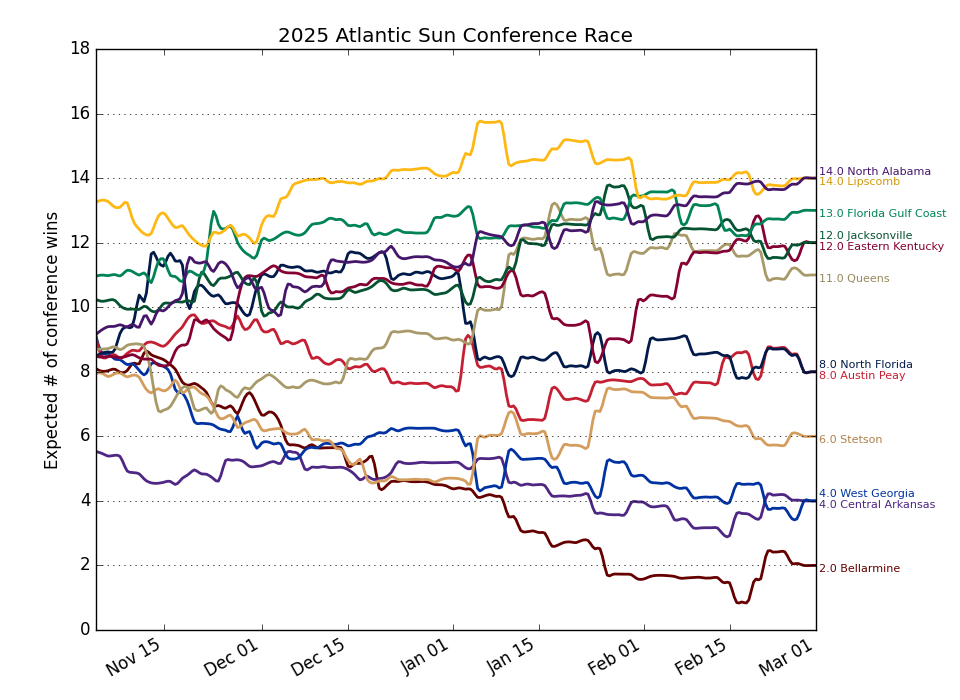 2025 Atlantic Sun Conference Race
Expected # of conference wins
18
16
14
12
10
8
6
4
2
0
Nov 15
Dec 01
Dec 15
Jan 01
Jan 15
Feb 01
Feb 15
Mar 01
14.0 North Alabama
14.0 Lipscomb
13.0 Florida Gulf Coast
12.0 Jacksonville
12.0 Eastern Kentucky
11.0 Queens
8.0 North Florida
8.0 Austin Peay
6.0 Stetson
4.0 West Georgia
4.0 Central Arkansas
2.0 Bellarmine